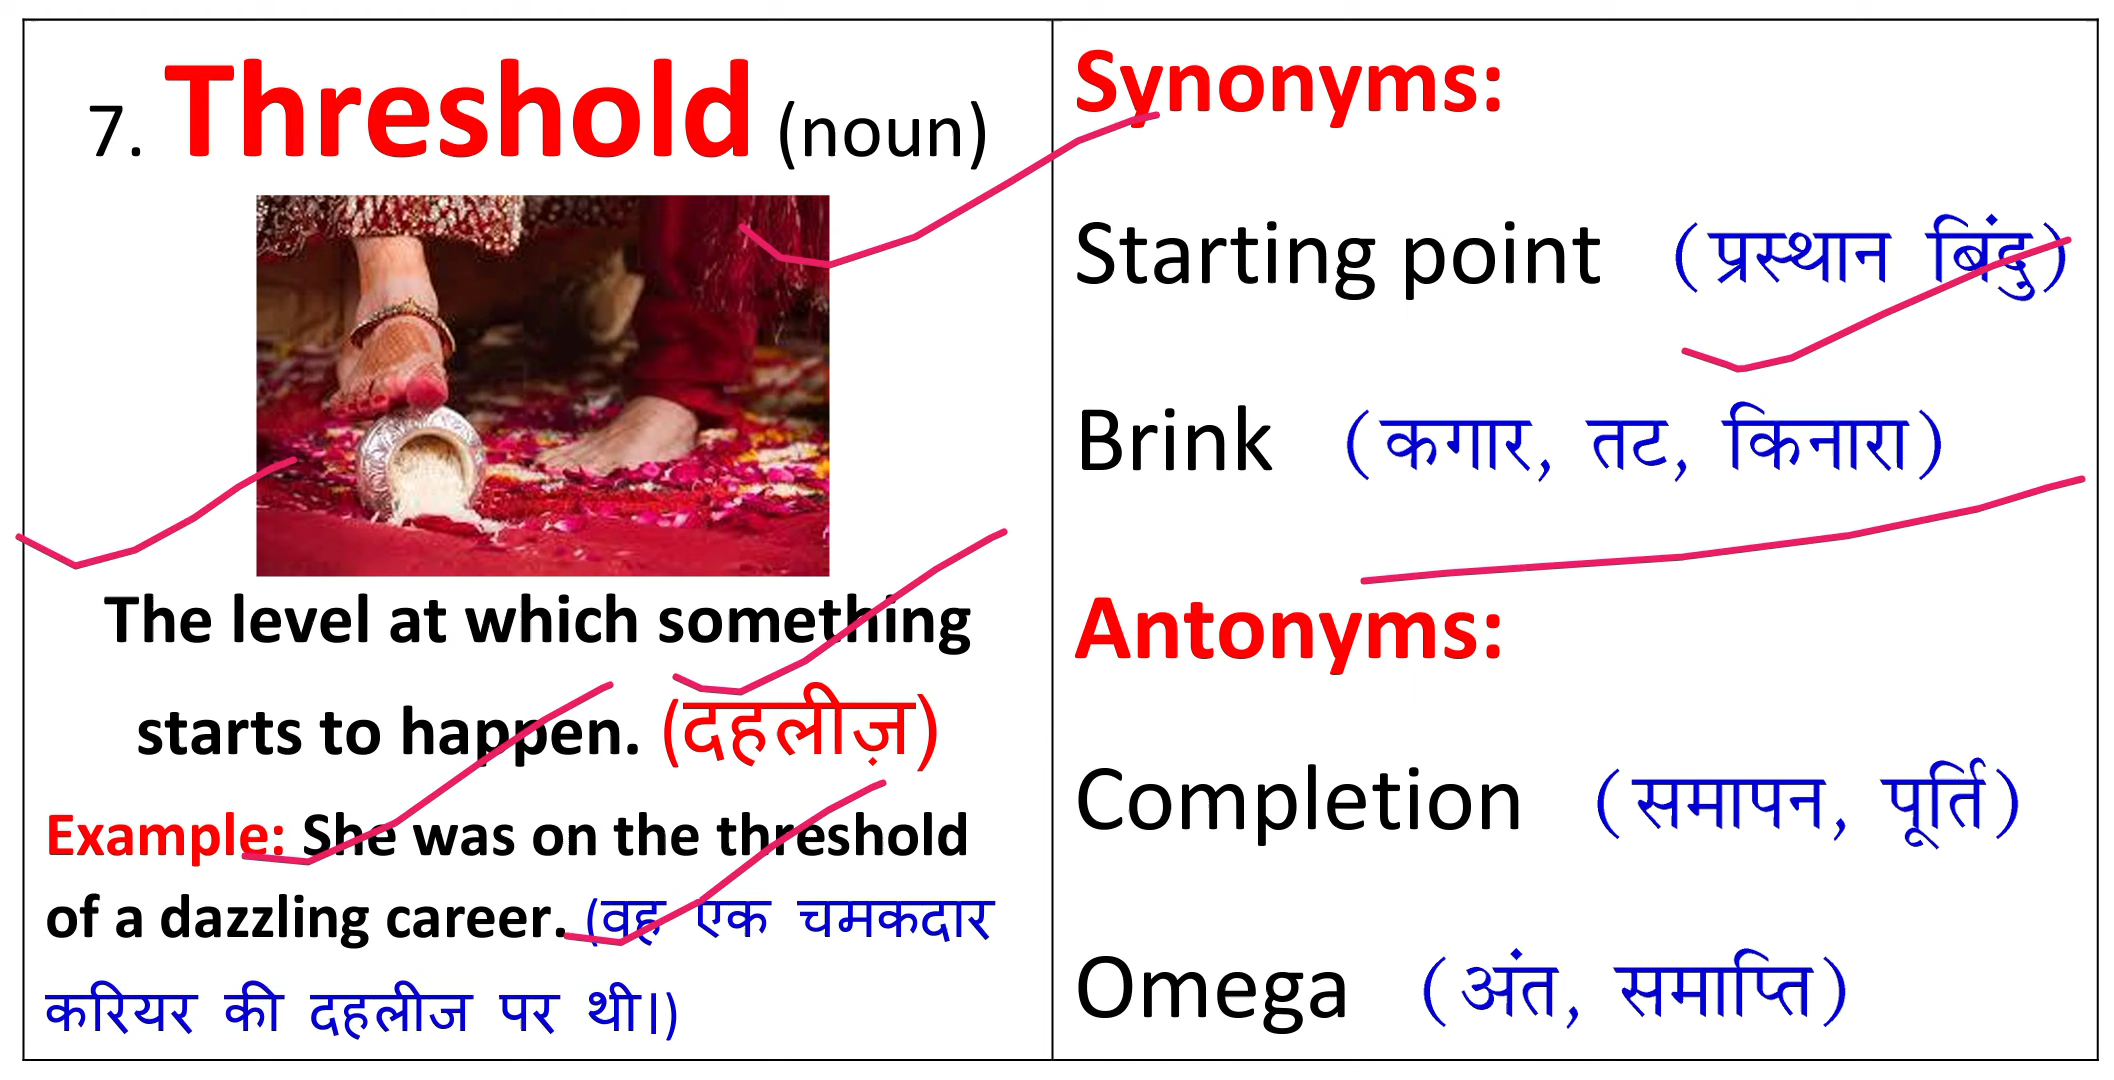 7. Threshold (noun)
The level at which something
starts to happen. (दहलीज़)
Example: She was on the threshold
of a dazzling career. (वह एक चमकदार
करियर की दहलीज पर थी।)
Synonyms:
Starting point (प्रस्थान बिंदु)
Brink (कगार, तट, किनारा)
Antonyms:
Completion (समापन, पूर्ति)
Omega (अंत, समाप्ति)